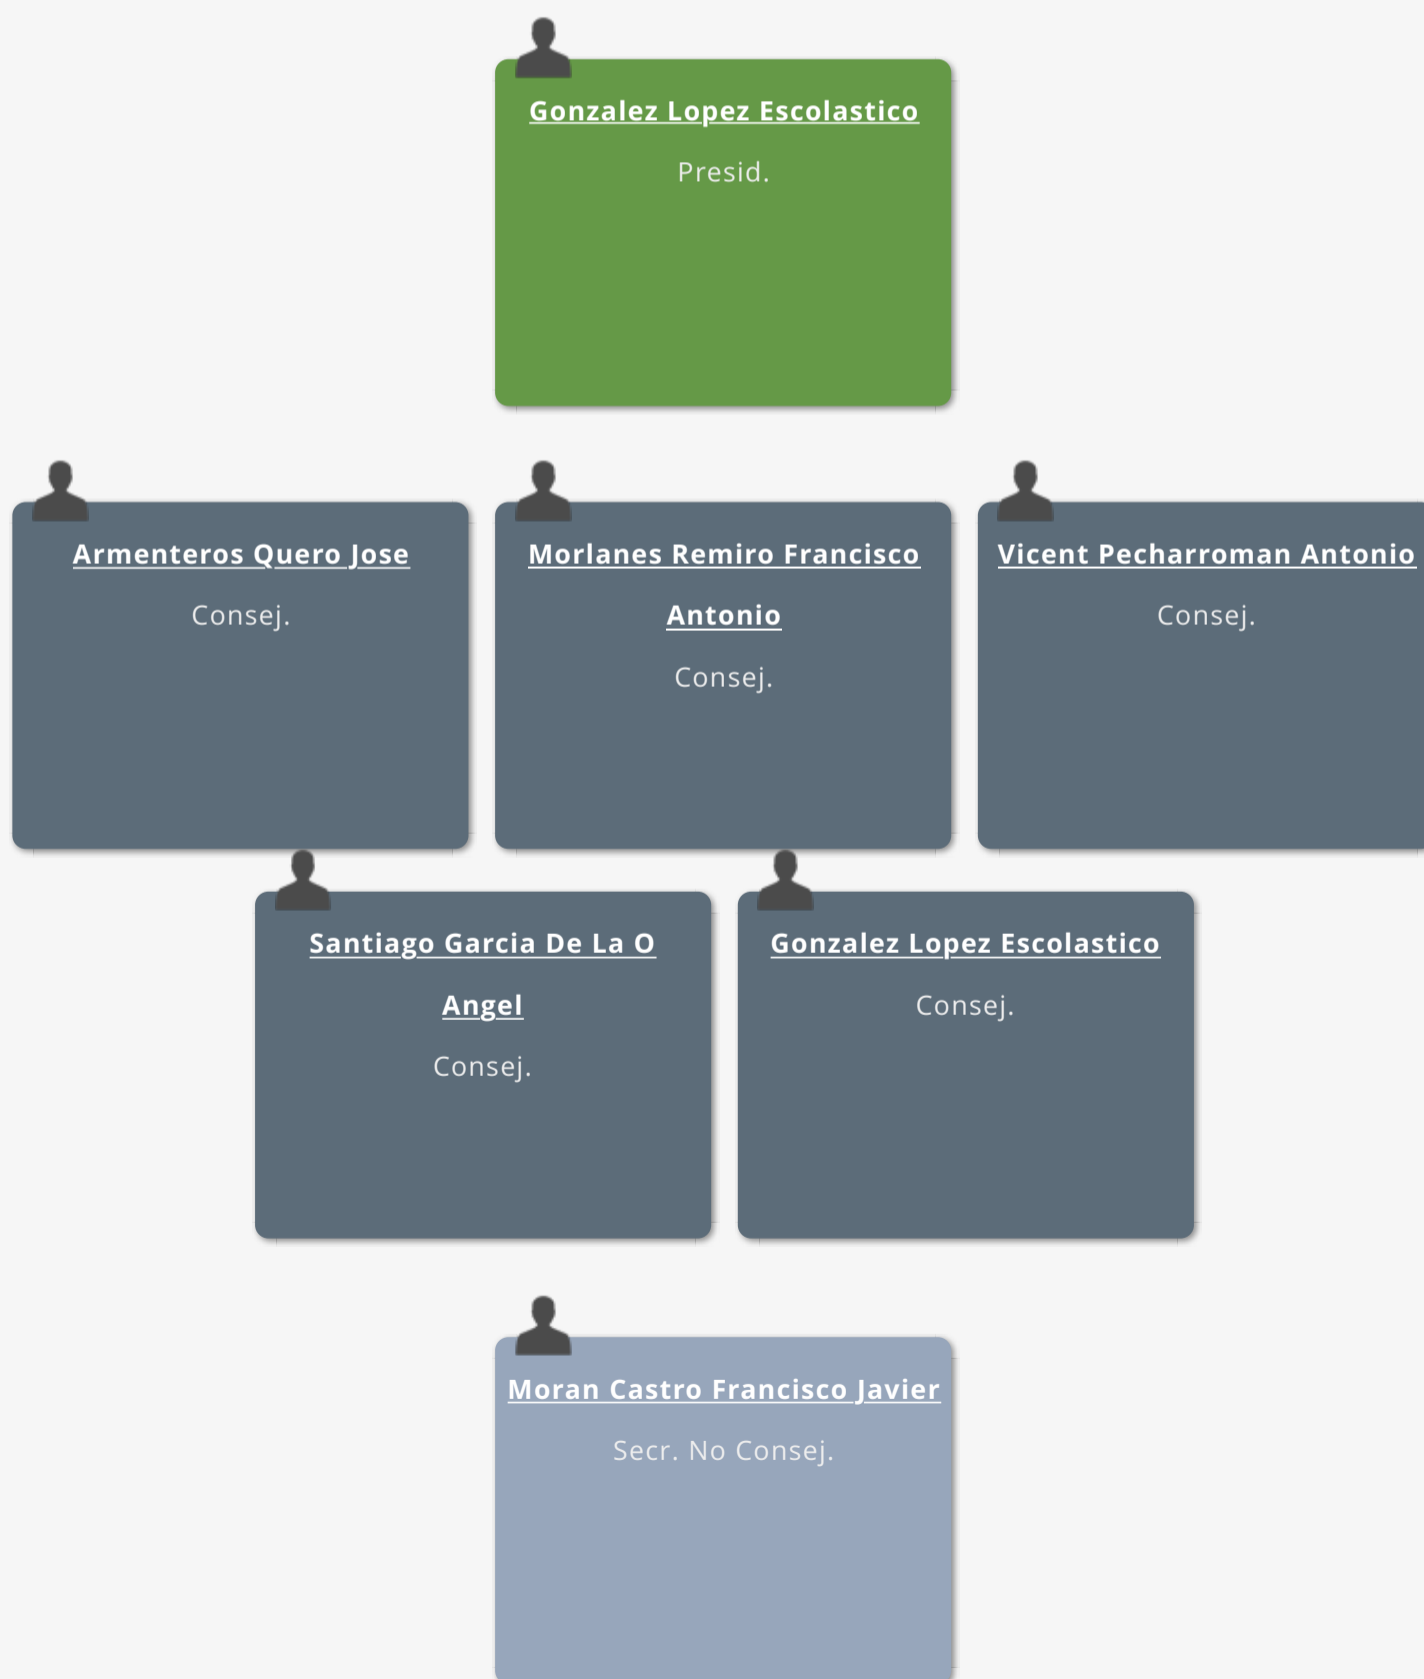 Gonzalez Lopez Escolastico
Presid.
Armenteros Quero Jose
Consej.
Morlanes Remiro Francisco
Antonio
Consej.
Vicent Pecharroman Antonio
Consej.
Santiago Garcia De La O
Angel
Consej.
Gonzalez Lopez Escolastico
Consej.
Moran Castro Francisco Javier
Secr. No Consej.